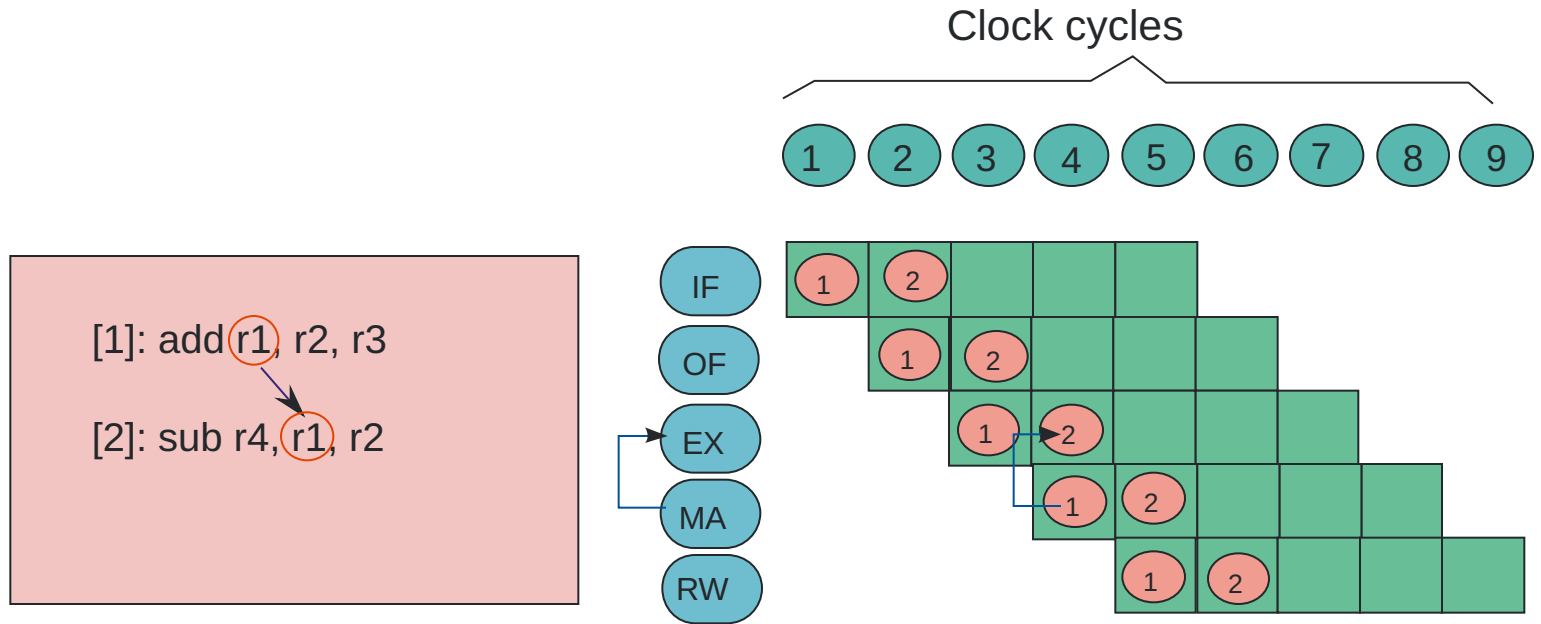 Clock cycles
1 2 3 4 5 6 7 8 9
IF 1 2
[1]: add r1, r2, r3
OF 1 2
[2]: sub r4, r1, r2
EX 1 2
MA 1 2
RW 1 2